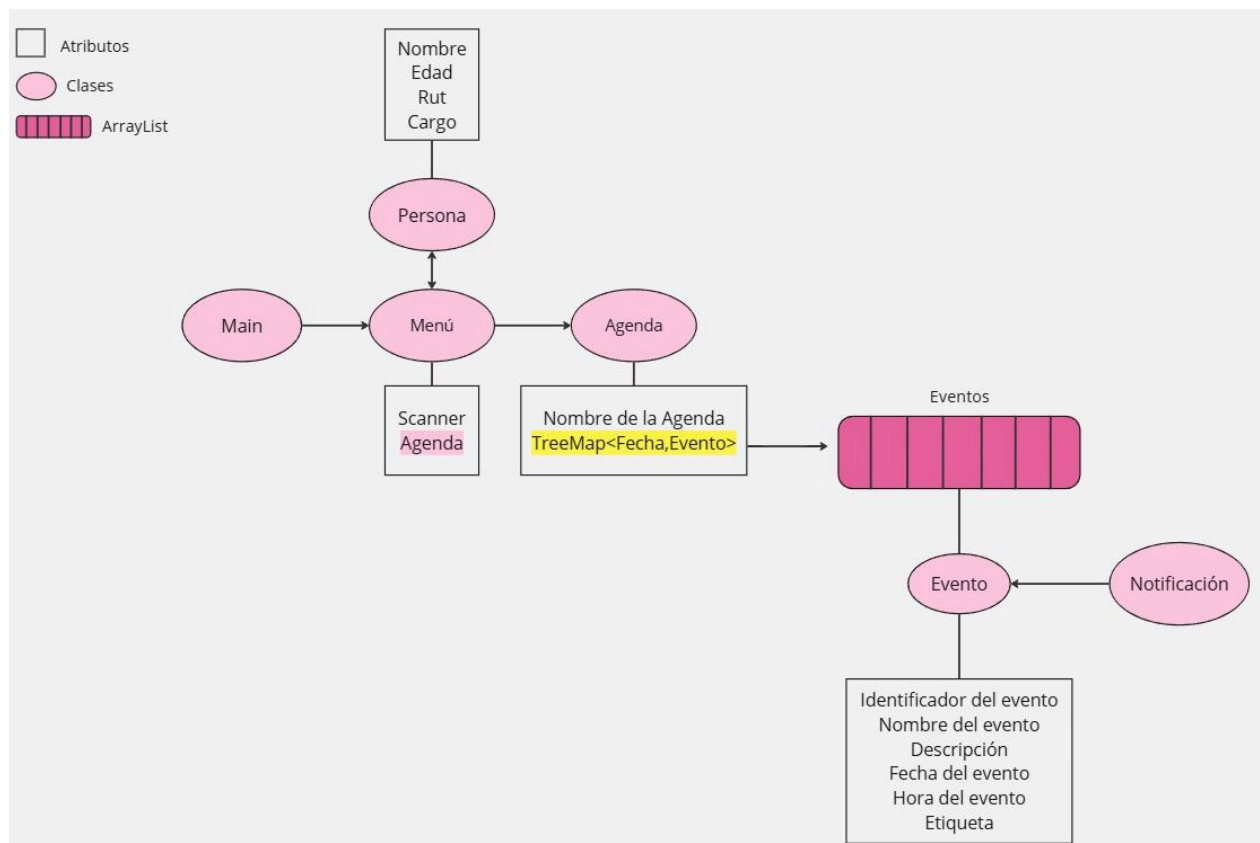 Atributos
Clases
ArrayList
Nombre
Edad
Rut
Cargo
Persona
Main
Menú
Agenda
Scanner
Agenda
Nombre de la Agenda
TreeMap<Fecha,Evento>
Eventos
Evento
Notificación
Identificador del evento
Nombre del evento
Descripción
Fecha del evento
Hora del evento
Etiqueta